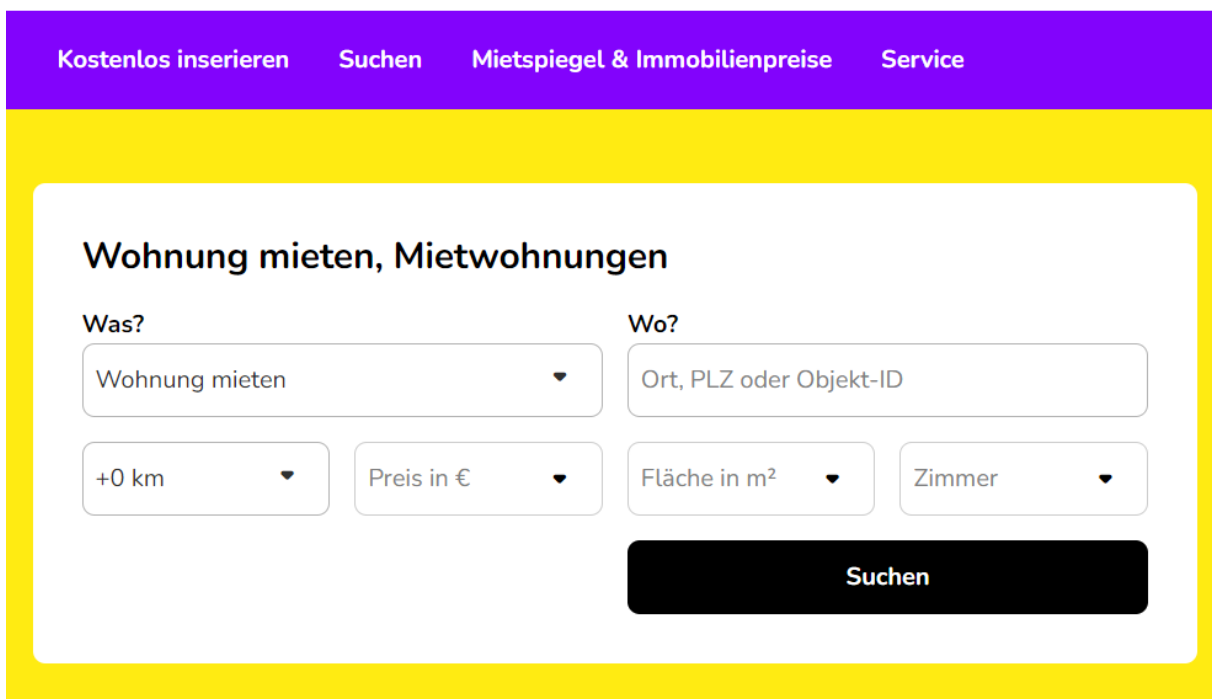 Kostenlos inserieren Suchen Mietspiegel & Immobilienpreise Service
Wohnung mieten, Mietwohnungen
Was? Wo?
Wohnung mieten Ort, PLZ oder Objekt-ID
+0 km Preis in € Fläche in m² Zimmer
Suchen